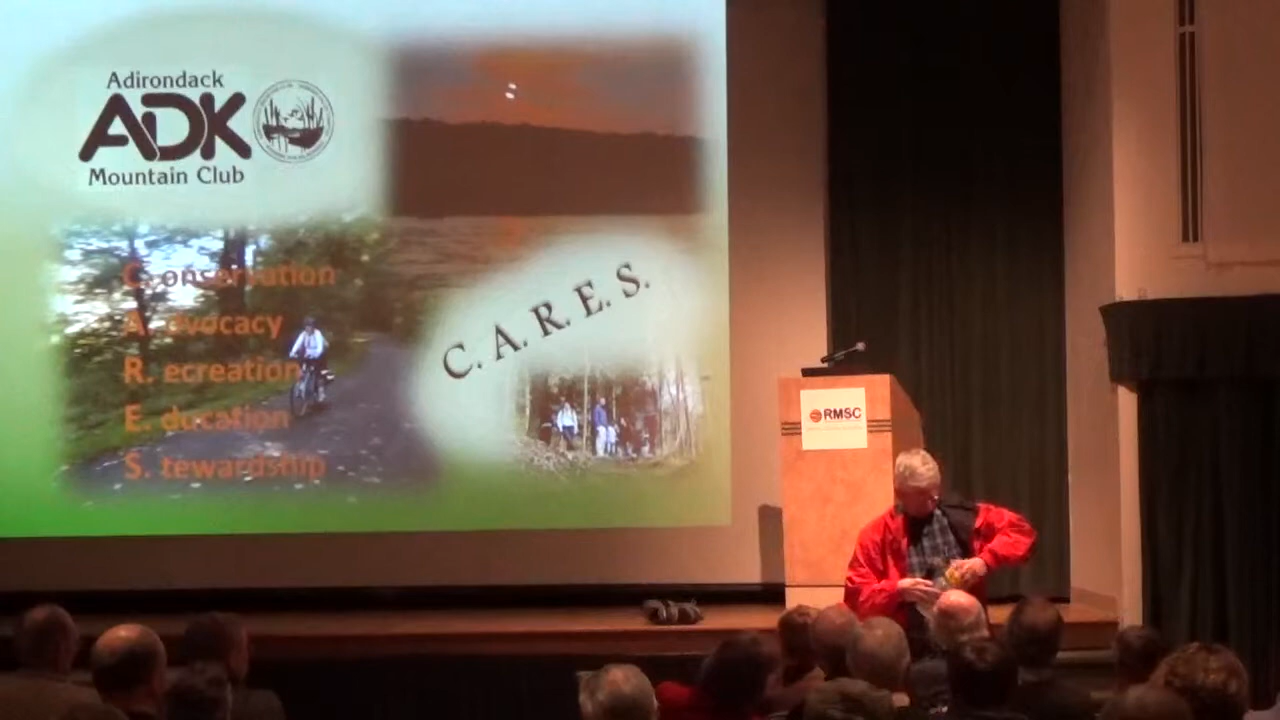 Adirondack
ADK
Mountain Club
C. onservation
A. dvocacy
R. ecreation
E. ducation
S. tewardship
C. A. R. E. S.
RMSC